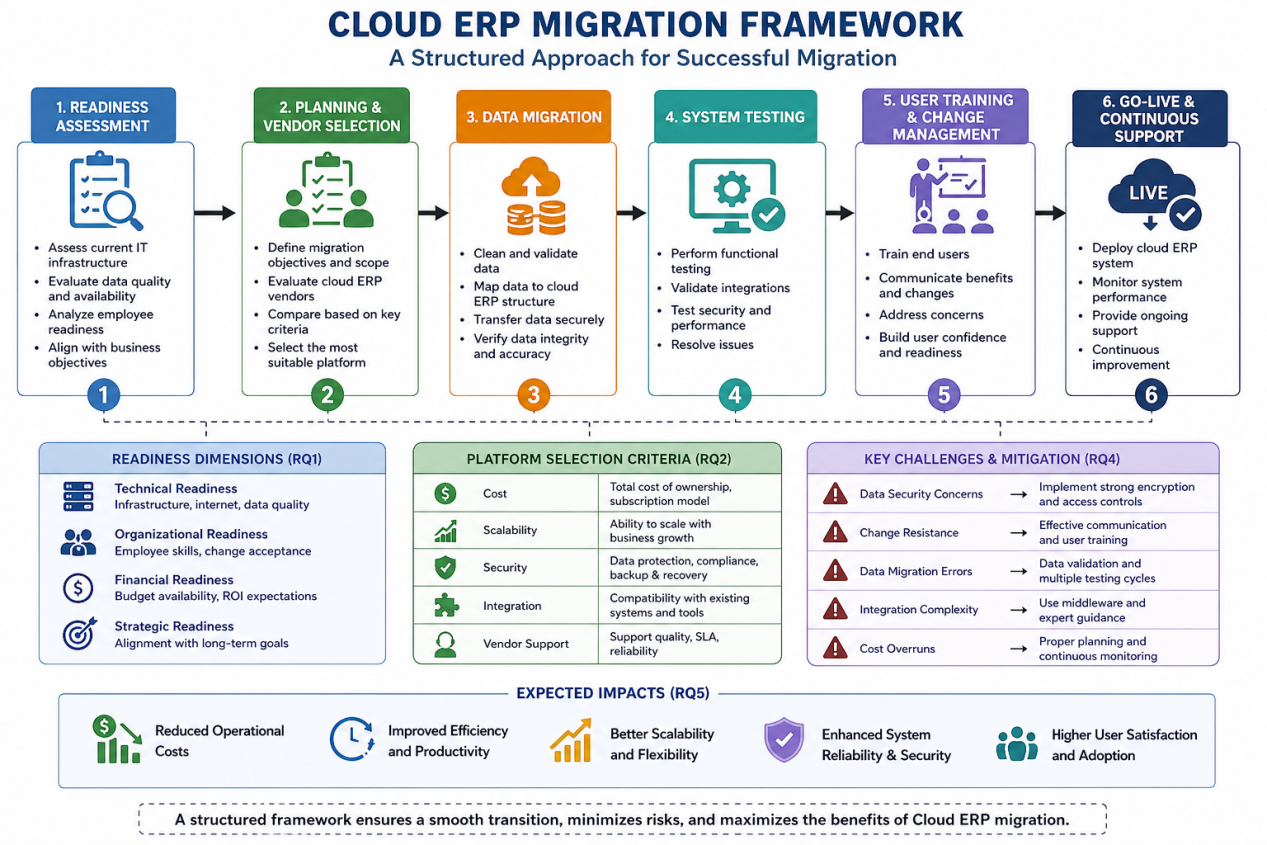 CLOUD ERP MIGRATION FRAMEWORK
A Structured Approach for Successful Migration
1. READINESS
ASSESSMENT
• Assess current IT
infrastructure
• Evaluate data quality
and availability
• Analyze employee
readiness
• Align with business
objectives
1
2. PLANNING &
VENDOR SELECTION
• Define migration
objectives and scope
• Evaluate cloud ERP
vendors
• Compare based on key
criteria
• Select the most
suitable platform
2
3. DATA MIGRATION
• Clean and validate
data
• Map data to cloud
ERP structure
• Transfer data securely
• Verify data integrity
and accuracy
3
4. SYSTEM TESTING
• Perform functional
testing
• Validate integrations
• Test security and
performance
• Resolve issues
4
5. USER TRAINING
& CHANGE
MANAGEMENT
• Train end users
• Communicate benefits
and changes
• Address concerns
• Build user confidence
and readiness
5
6. GO-LIVE &
CONTINUOUS
SUPPORT
LIVE
• Deploy cloud ERP
system
• Monitor system
performance
• Provide ongoing
support
• Continuous
improvement
6
READINESS DIMENSIONS (RQ1)
Technical Readiness
Infrastructure, internet, data quality
Organizational Readiness
Employee skills, change acceptance
$
Financial Readiness
Budget availability, ROI expectations
Strategic Readiness
Alignment with long-term goals
PLATFORM SELECTION CRITERIA (RQ2)
$ Cost Total cost of ownership,
subscription model
Scalability Ability to scale with
business growth
Security Data protection, compliance,
backup & recovery
Integration Compatibility with existing
systems and tools
Vendor Support Support quality, SLA,
reliability
KEY CHALLENGES & MITIGATION (RQ4)
Data Security Concerns → Implement strong encryption
and access controls
Change Resistance → Effective communication
and user training
Data Migration Errors → Data validation and
multiple testing cycles
Integration Complexity → Use middleware and
expert guidance
Cost Overruns → Proper planning and
continuous monitoring
EXPECTED IMPACTS (RQ5)
$
Reduced Operational
Costs
Improved Efficiency
and Productivity
Better Scalability
and Flexibility
Enhanced System
Reliability & Security
Higher User Satisfaction
and Adoption
A structured framework ensures a smooth transition, minimizes risks, and maximizes the benefits of Cloud ERP migration.